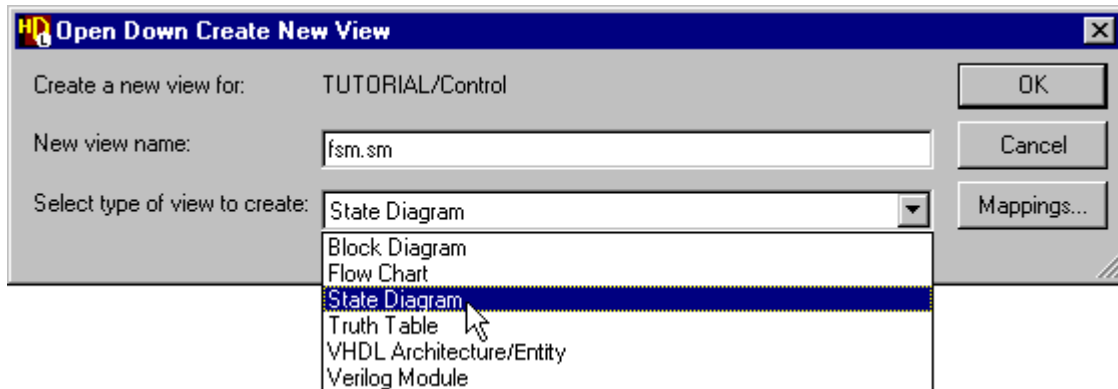 HDL Open Down Create New View
Create a new view for: TUTORIAL/Control OK
New view name: fsm.sm Cancel
Select type of view to create: State Diagram Mappings...
Block Diagram
Flow Chart
State Diagram
Truth Table
VHDL Architecture/Entity
Verilog Module